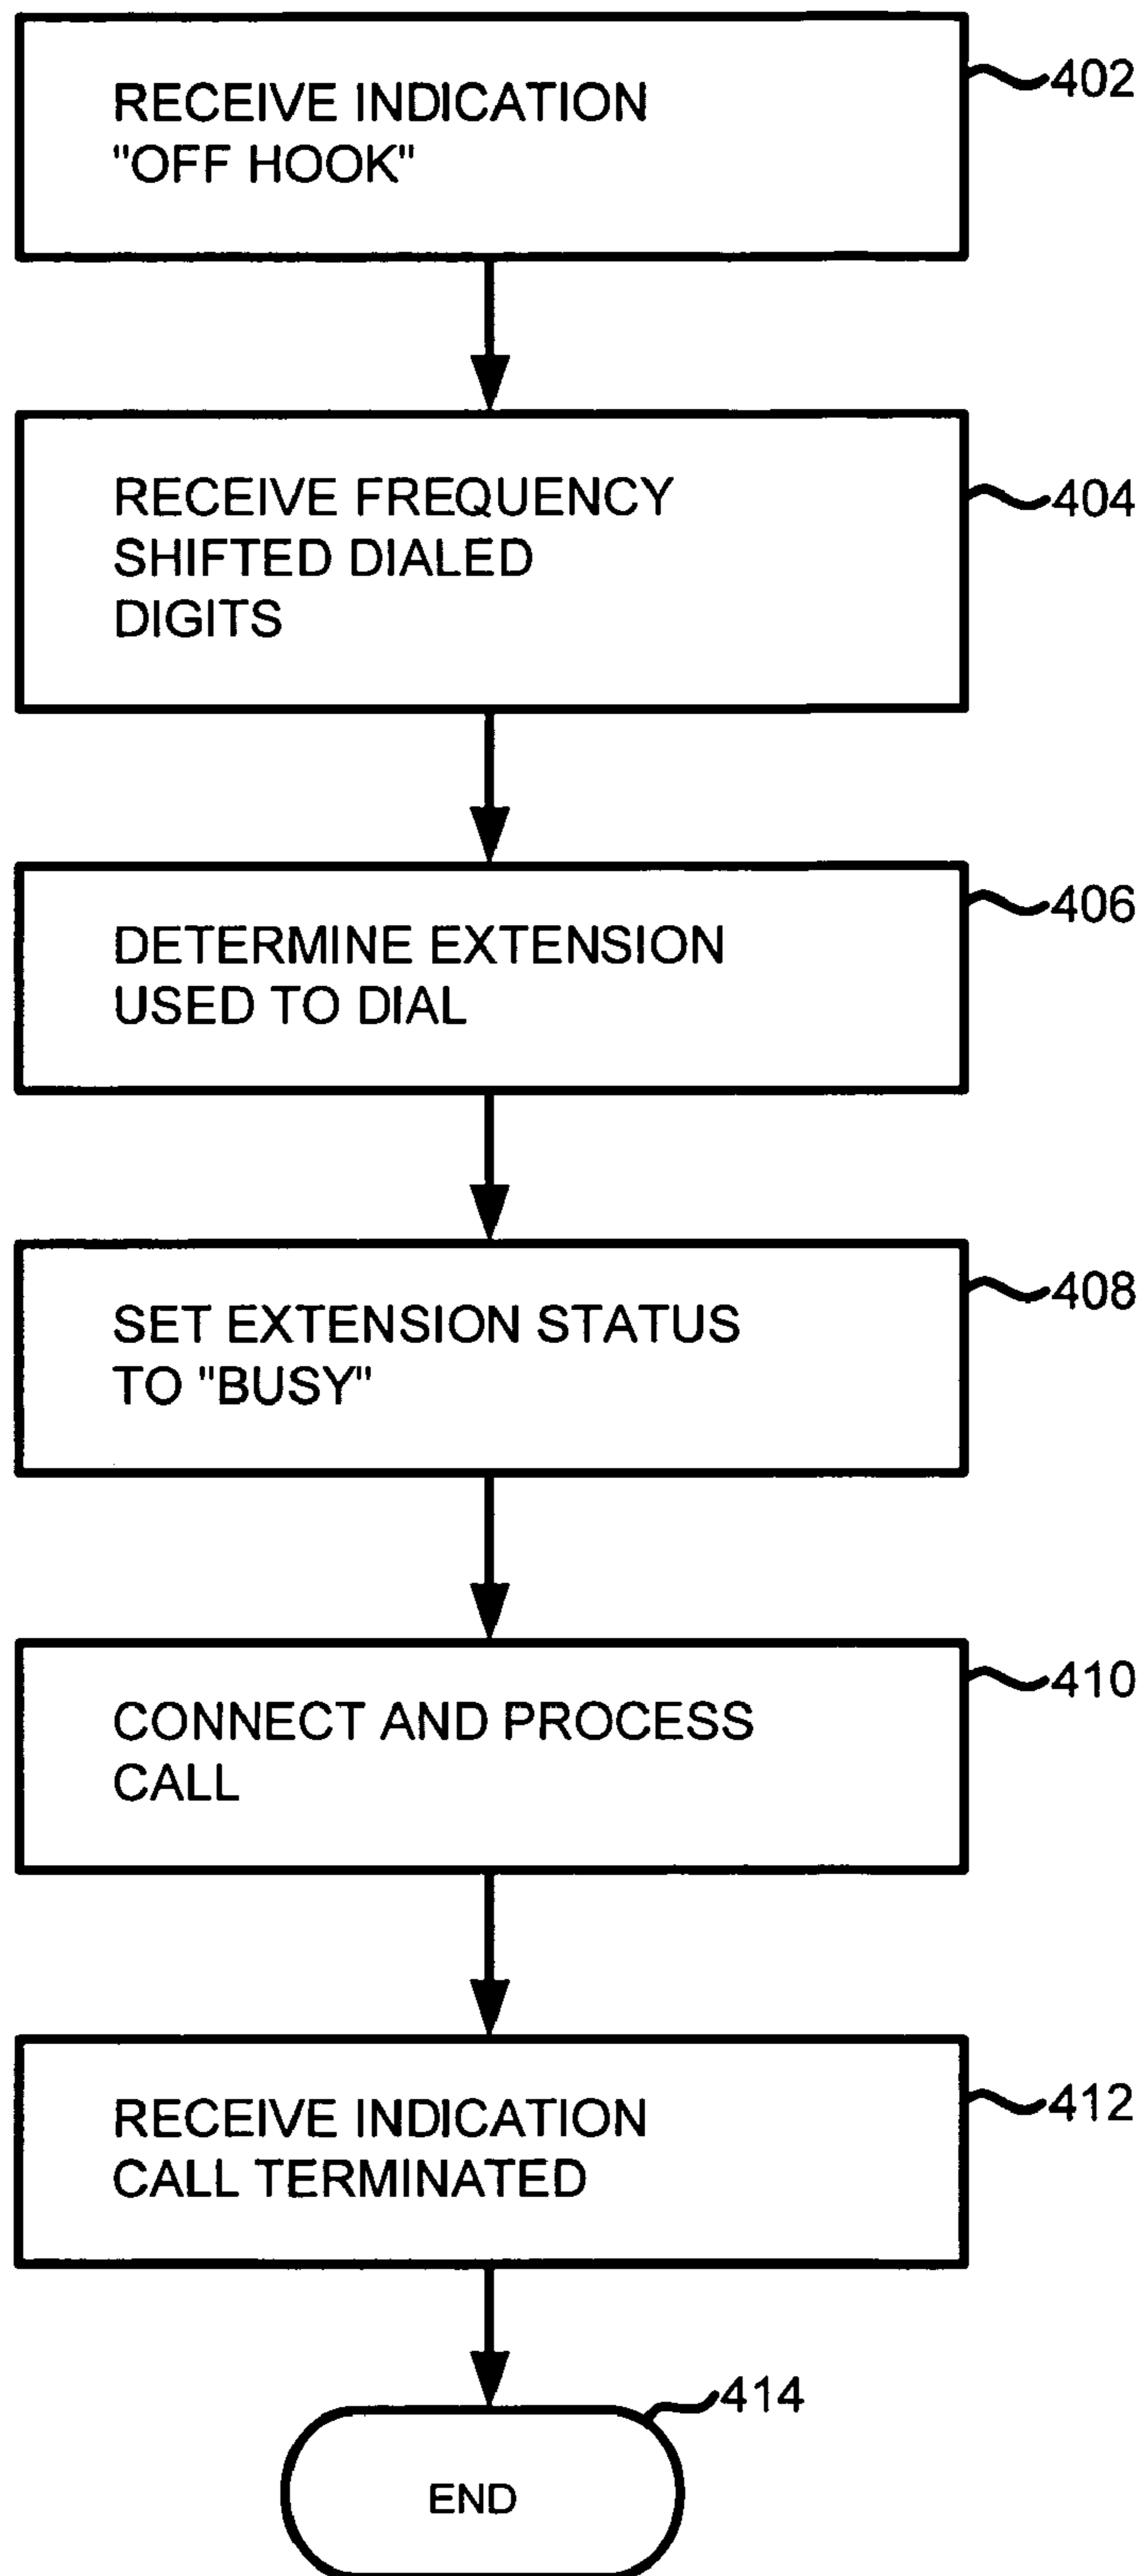 RECEIVE INDICATION
"OFF HOOK"
402
RECEIVE FREQUENCY
SHIFTED DIALED
DIGITS
404
DETERMINE EXTENSION
USED TO DIAL
406
SET EXTENSION STATUS
TO "BUSY"
408
CONNECT AND PROCESS
CALL
410
RECEIVE INDICATION
CALL TERMINATED
412
414
END